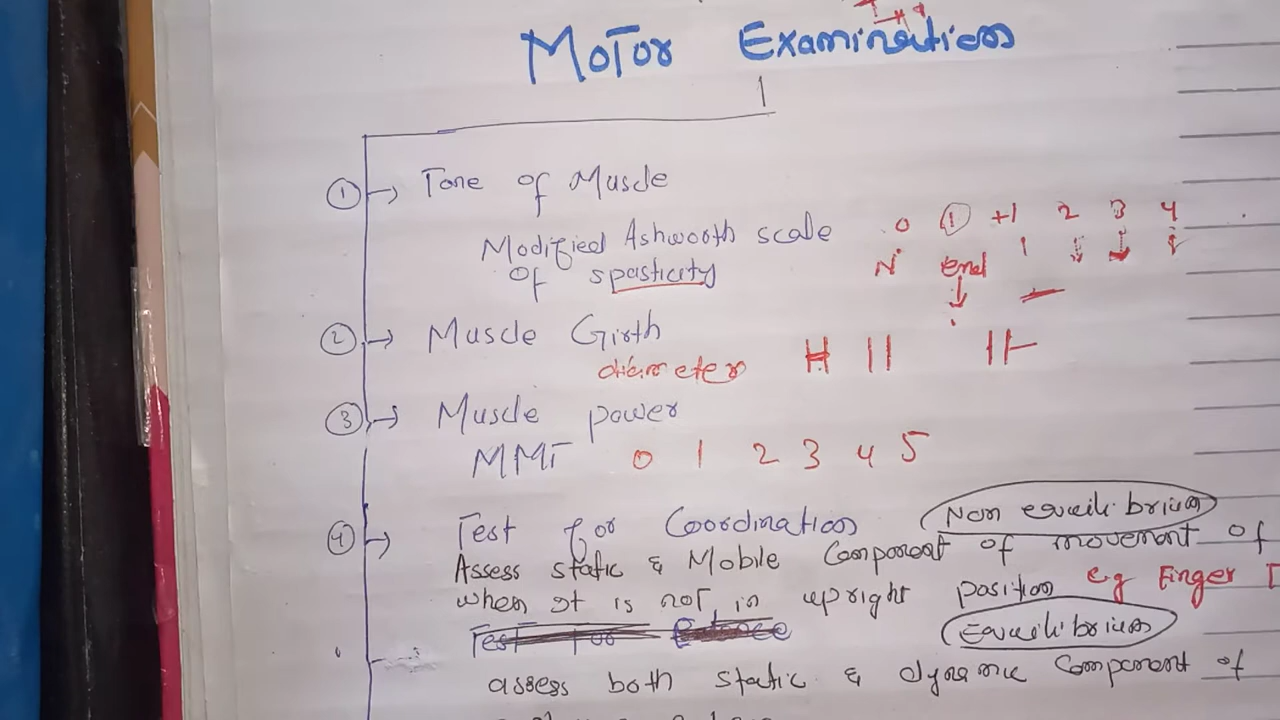 Motor Examination
① → Tone of Muscle
Modified Ashworth scale
of spasticity
0 ① +1 2 3 4
N end
② → Muscle Girth
diameter
③ → Muscle power
MMT 0 1 2 3 4 5
④ → Test for Coordination Non equilibrium
Assess static & Mobile Component of movement of
when it is not in upright position eg Finger
Test for
Equilibrium
assess both static & dynamic Component of